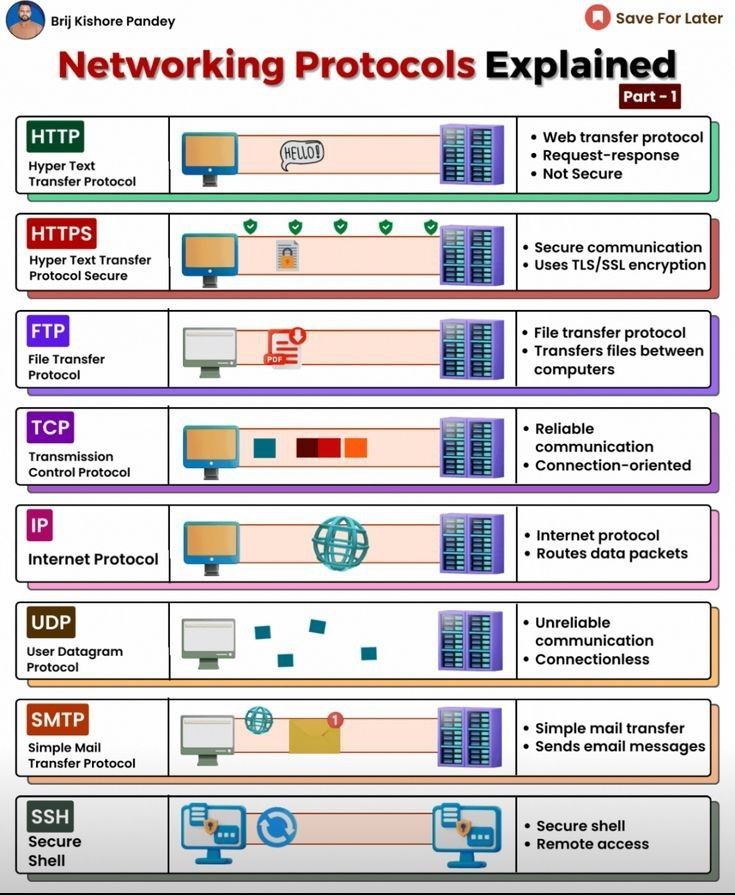 Brij Kishore Pandey
Save For Later
Networking Protocols Explained
Part - 1
HTTP
Hyper Text
Transfer Protocol
HELLO!
• Web transfer protocol
• Request-response
• Not Secure
HTTPS
Hyper Text Transfer
Protocol Secure
• Secure communication
• Uses TLS/SSL encryption
FTP
File Transfer
Protocol
PDF
• File transfer protocol
• Transfers files between
computers
TCP
Transmission
Control Protocol
• Reliable
communication
• Connection-oriented
IP
Internet Protocol
• Internet protocol
• Routes data packets
UDP
User Datagram
Protocol
• Unreliable
communication
• Connectionless
SMTP
Simple Mail
Transfer Protocol
1
• Simple mail transfer
• Sends email messages
SSH
Secure
Shell
• Secure shell
• Remote access